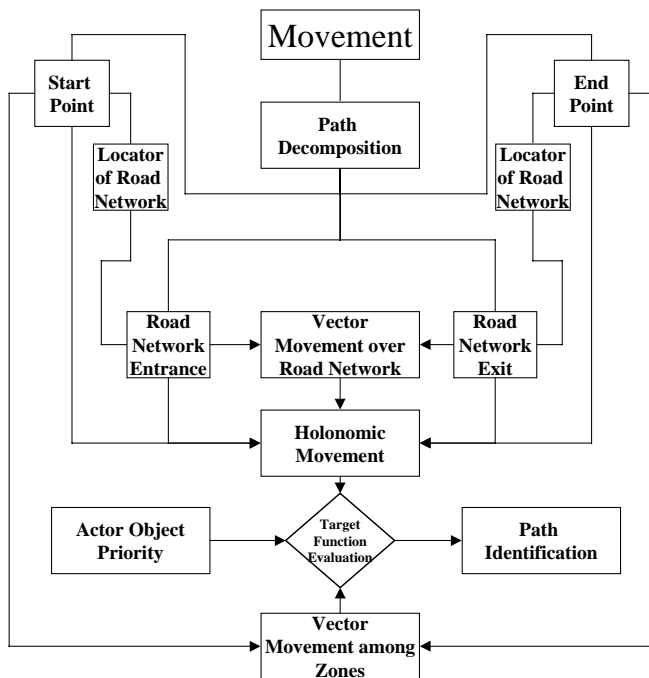 Movement
Start
Point
End
Point
Path
Decomposition
Locator
of Road
Network
Locator
of Road
Network
Road
Network
Entrance
Vector
Movement over
Road Network
Road
Network
Exit
Holonomic
Movement
Actor Object
Priority
Target
Function
Evaluation
Path
Identification
Vector
Movement among
Zones